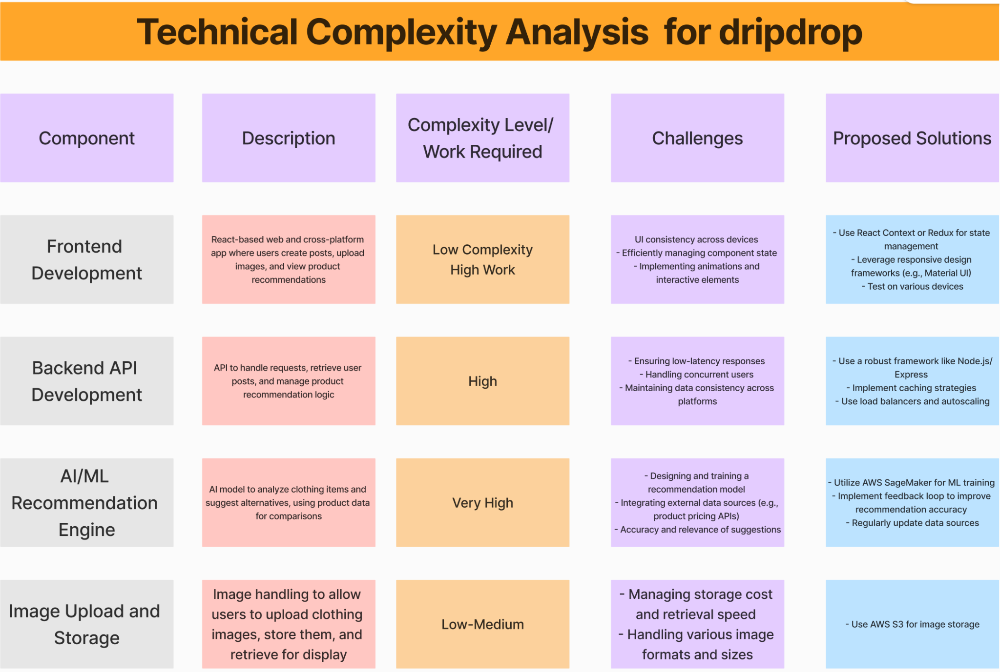 Technical Complexity Analysis  for dripdrop
Component
Description
Complexity Level/
Work Required
Challenges
Proposed Solutions
Frontend
Development
React-based web and cross-platform
app where users create posts, upload
images, and view product
recommendations
Low Complexity
High Work
UI consistency across devices
- Efficiently managing component state
- Implementing animations and
interactive elements
- Use React Context or Redux for state
management
- Leverage responsive design
frameworks (e.g., Material UI)
- Test on various devices
Backend API
Development
API to handle requests, retrieve user
posts, and manage product
recommendation logic
High
- Ensuring low-latency responses
- Handling concurrent users
- Maintaining data consistency across
platforms
- Use a robust framework like Node.js/
Express
- Implement caching strategies
- Use load balancers and autoscaling
AI/ML
Recommendation
Engine
AI model to analyze clothing items and
suggest alternatives, using product data
for comparisons
Very High
- Designing and training a
recommendation model
- Integrating external data sources (e.g.,
product pricing APIs)
- Accuracy and relevance of suggestions
- Utilize AWS SageMaker for ML training
- Implement feedback loop to improve
recommendation accuracy
- Regularly update data sources
Image Upload and
Storage
Image handling to allow
users to upload clothing
images, store them, and
retrieve for display
Low-Medium
- Managing storage cost
and retrieval speed
- Handling various image
formats and sizes
- Use AWS S3 for image storage